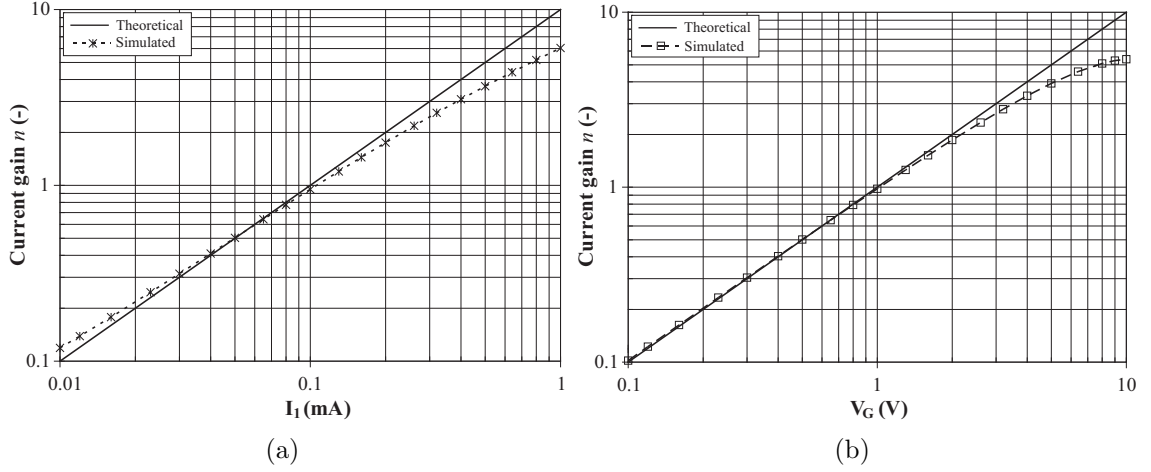 10
Theoretical
Simulated
1
0.1
0.01
0.1
1
Current gain n (-)
I₁ (mA)
(a)
10
Theoretical
Simulated
1
0.1
0.1
1
10
Current gain n (-)
V_G (V)
(b)